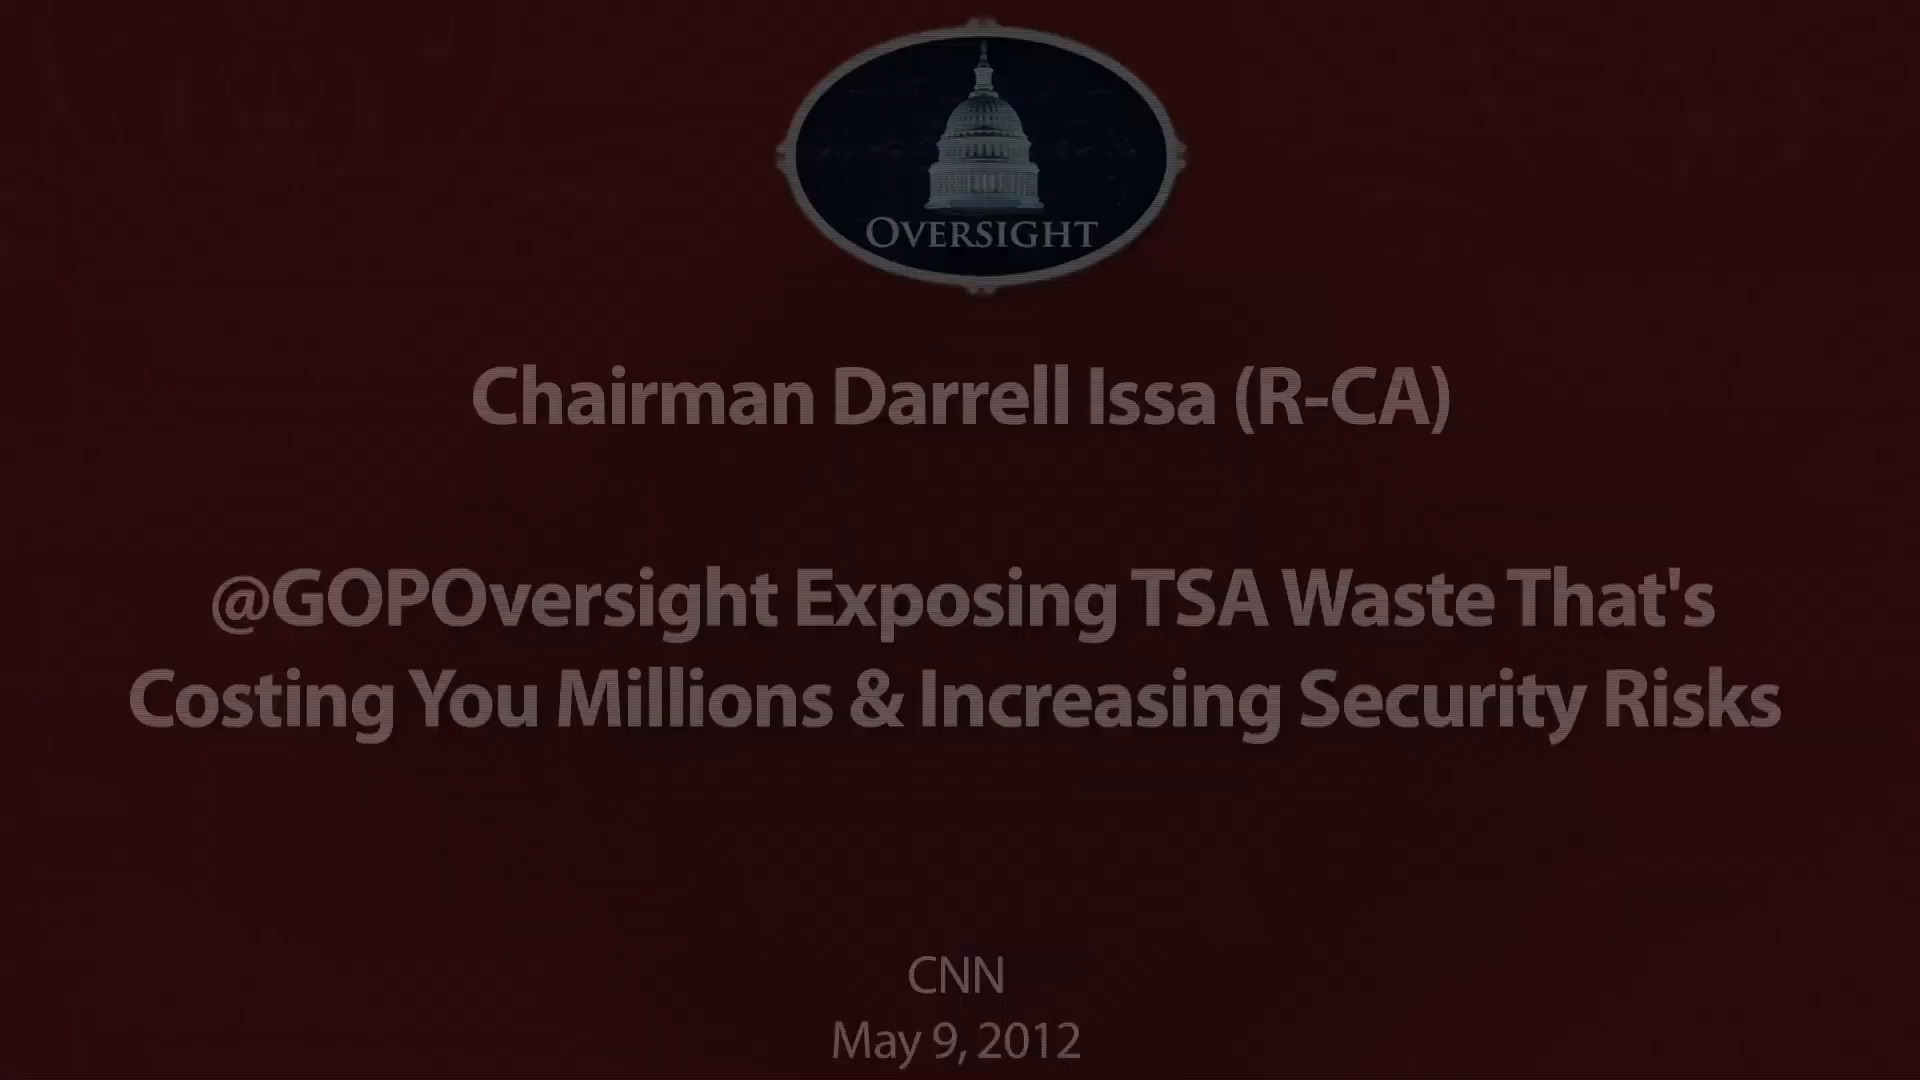 OVERSIGHT
Chairman Darrell Issa (R-CA)
@GOPOversight Exposing TSA Waste That's
Costing You Millions & Increasing Security Risks
CNN
May 9, 2012